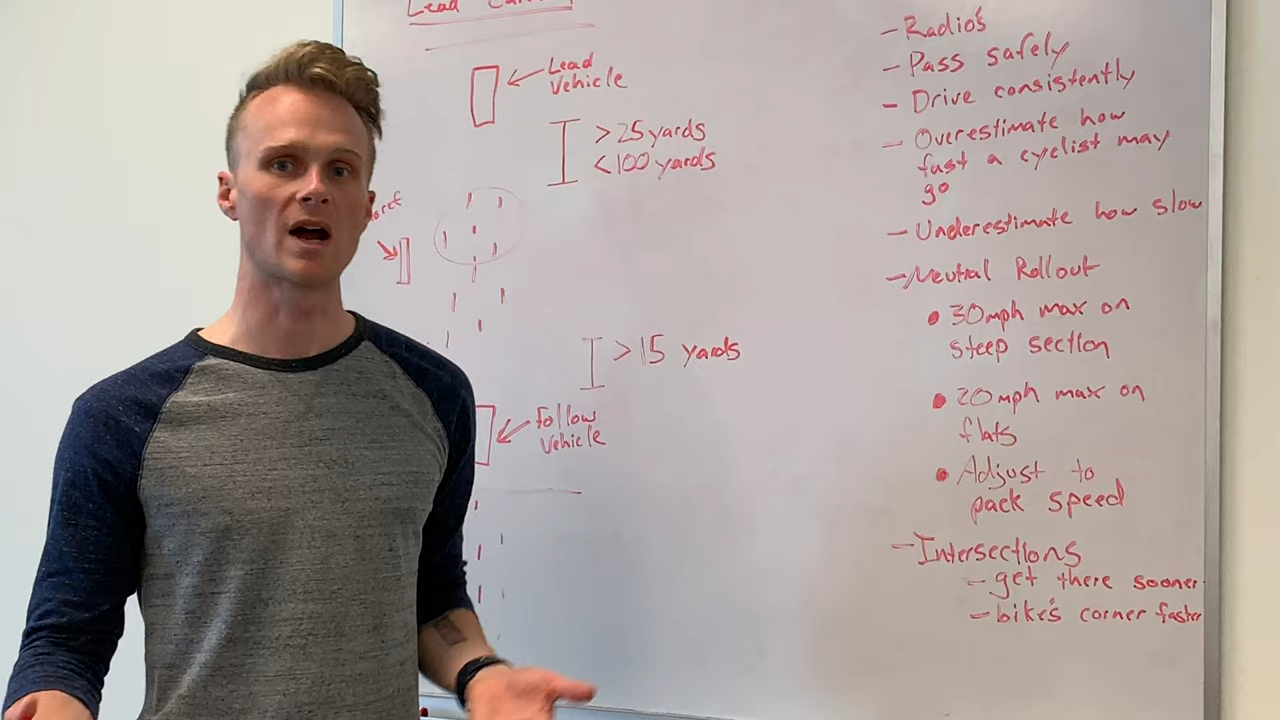 Lead
Lead
Vehicle
>25 yards
<100 yards
>15 yards
Follow
Vehicle
- Radio's
- Pass safely
- Drive consistently
- Overestimate how
fast a cyclist may
go
- Underestimate how slow
- Neutral Rollout
• 30mph max on
steep section
• 20mph max on
flats
• Adjust to
pack speed
- Intersections
- get there sooner
- bike's corner faster